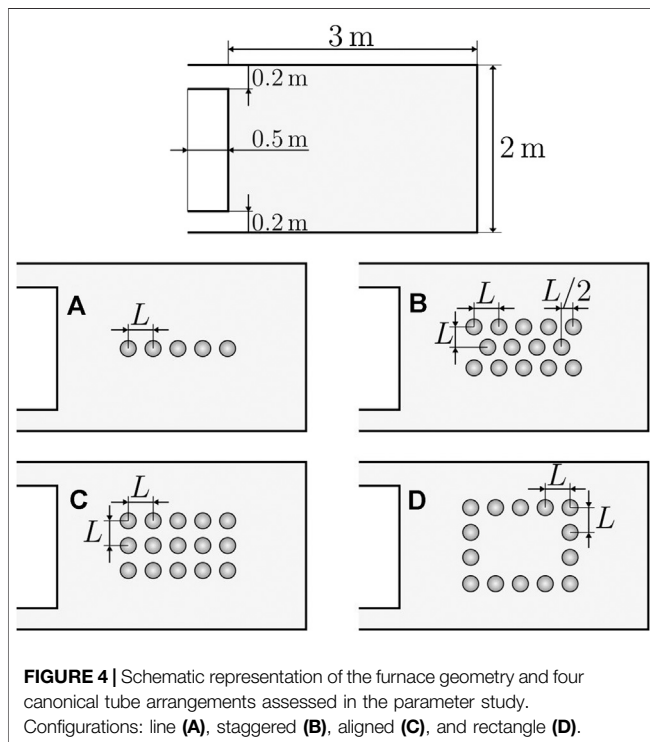 3 m
0.2 m
0.5 m
2 m
0.2 m
A
L
B
L
L/2
L
C
L
L
D
L
L
FIGURE 4 | Schematic representation of the furnace geometry and four
canonical tube arrangements assessed in the parameter study.
Configurations: line (A), staggered (B), aligned (C), and rectangle (D).